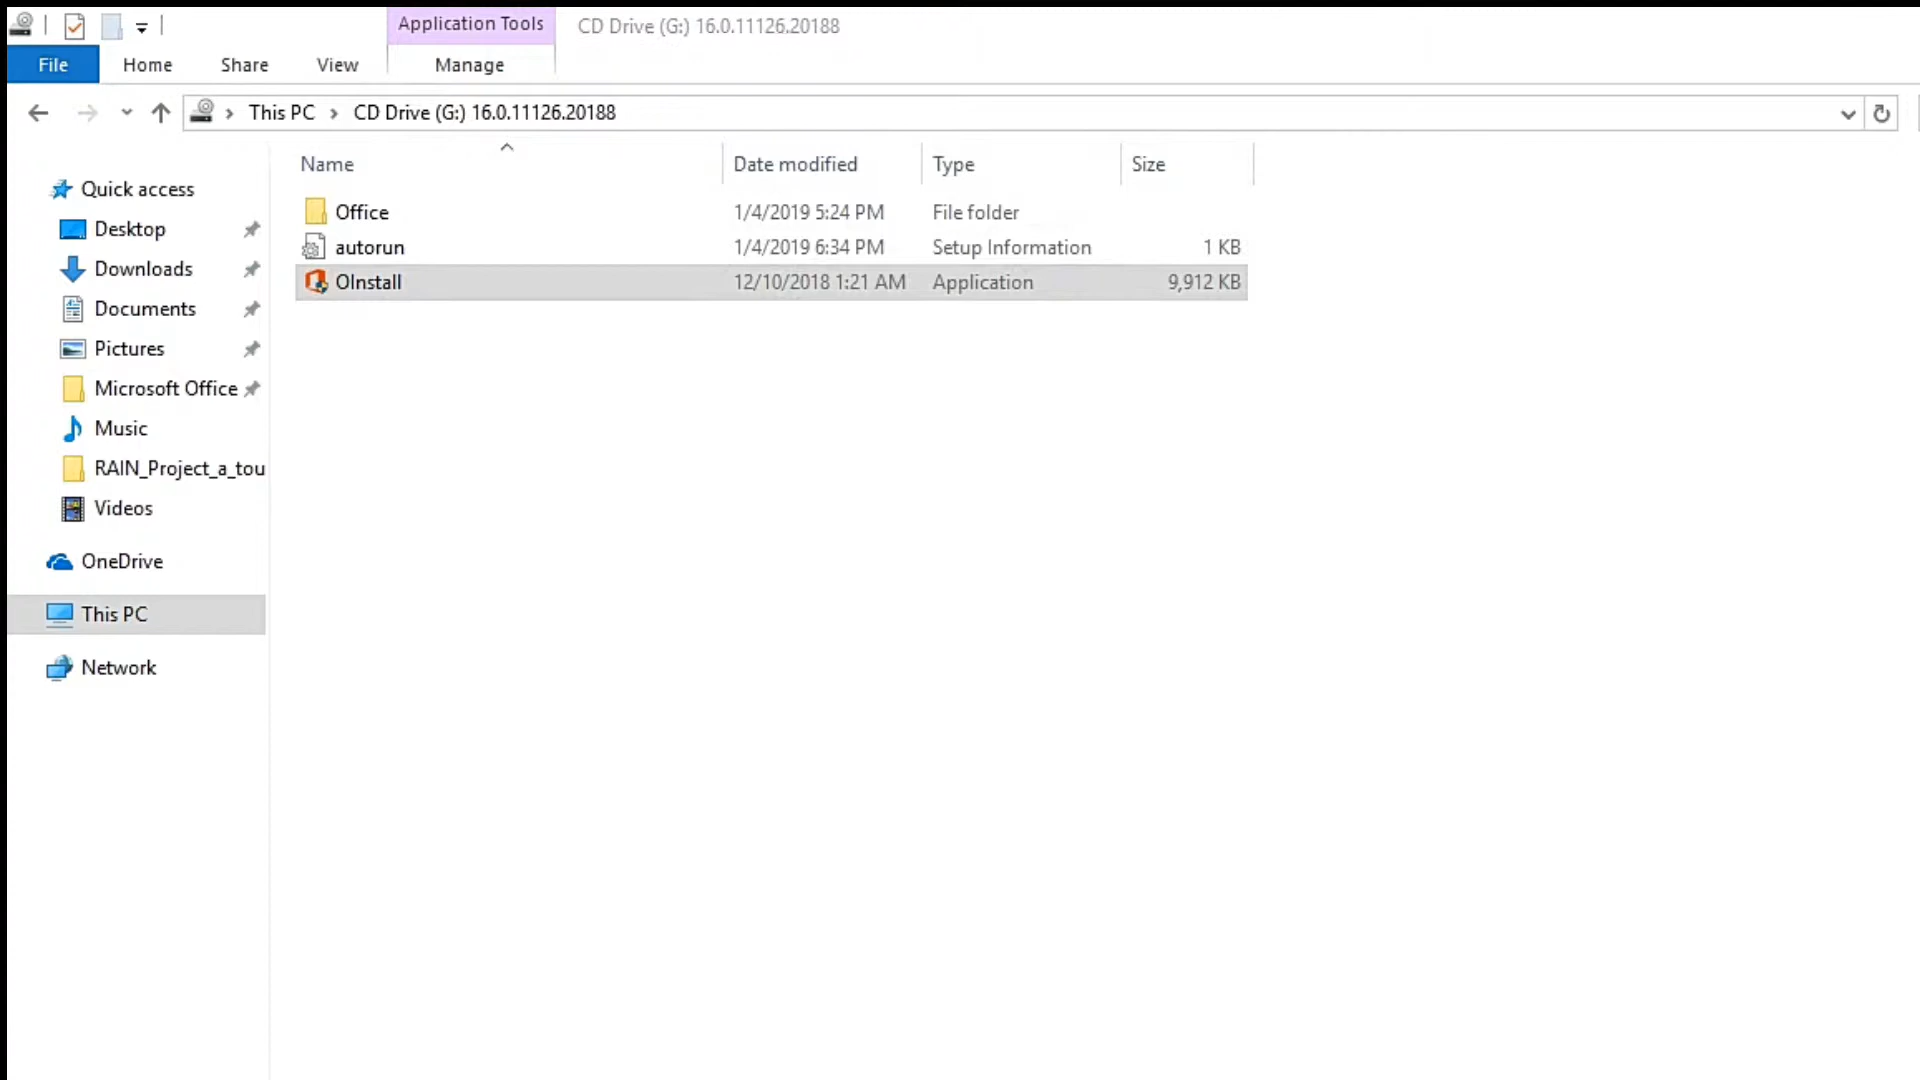 Application Tools
CD Drive (G:) 16.0.11126.20188
File
Home
Share
View
Manage
This PC
CD Drive (G:) 16.0.11126.20188
Name
Date modified
Type
Size
Quick access
Desktop
Downloads
Documents
Pictures
Microsoft Office
Music
RAIN_Project_a_tou
Videos
OneDrive
This PC
Network
Office 1/4/2019 5:24 PM File folder
autorun 1/4/2019 6:34 PM Setup Information 1 KB
OInstall 12/10/2018 1:21 AM Application 9,912 KB